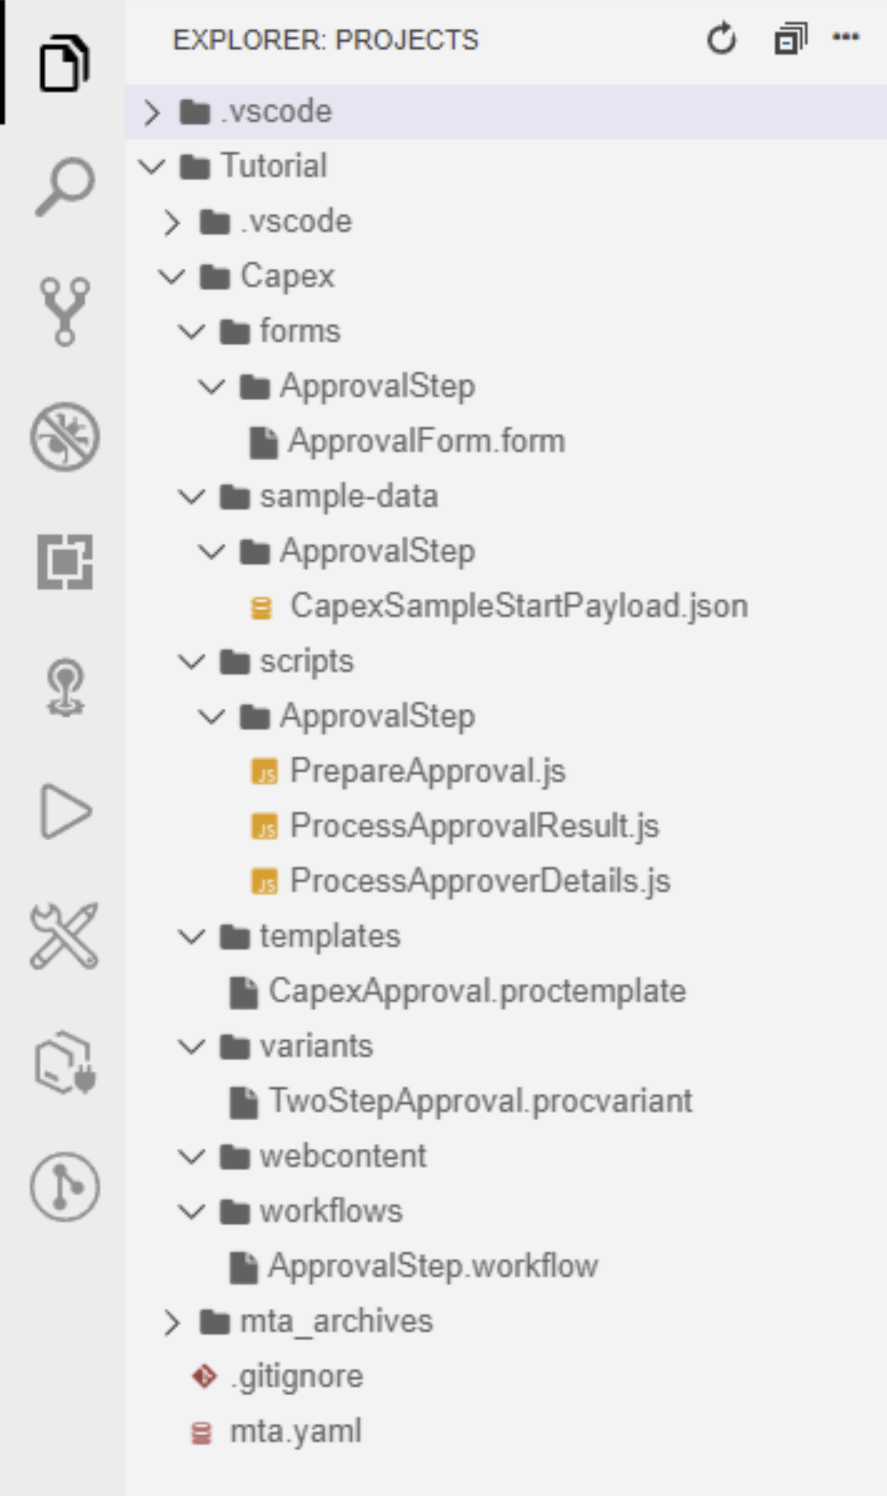 EXPLORER: PROJECTS
.vscode
Tutorial
.vscode
Capex
forms
ApprovalStep
ApprovalForm.form
sample-data
ApprovalStep
CapexSampleStartPayload.json
scripts
ApprovalStep
JS PrepareApproval.js
JS ProcessApprovalResult.js
JS ProcessApproverDetails.js
templates
CapexApproval.proctemplate
variants
TwoStepApproval.procvariant
webcontent
workflows
ApprovalStep.workflow
mta_archives
.gitignore
mta.yaml